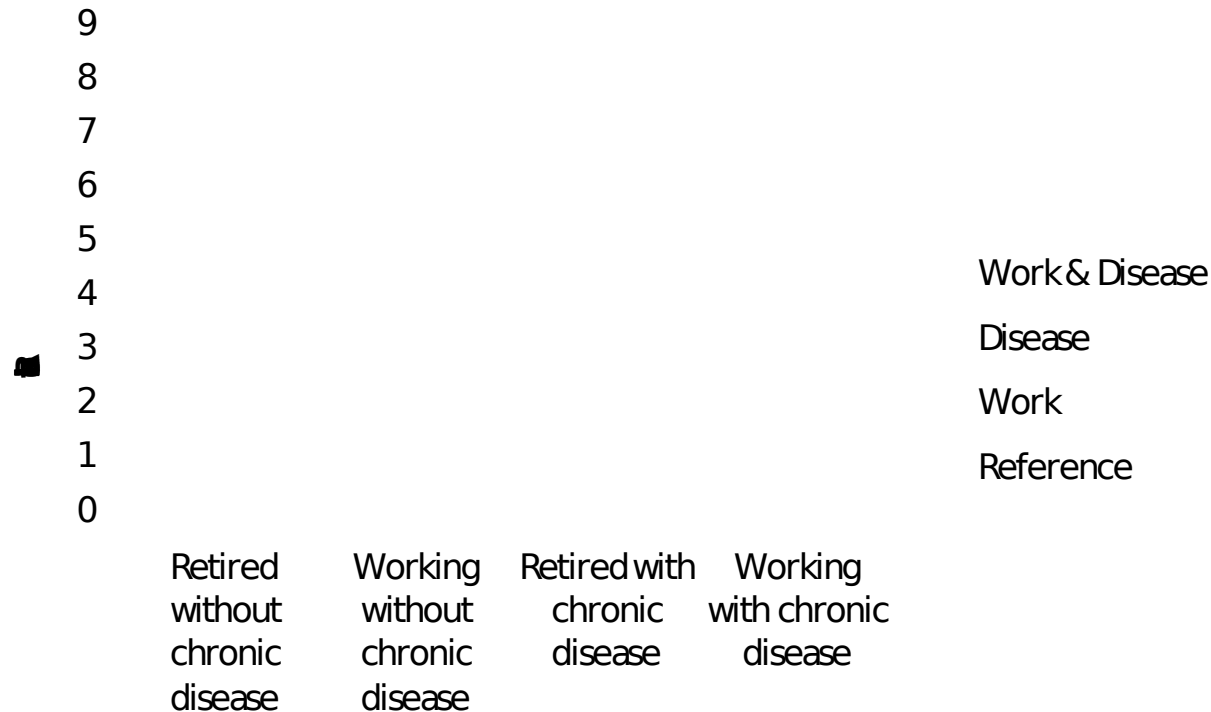 9
8
7
6
5
4
3
2
1
0
Work & Disease
Disease
Work
Reference
Retired without chronic disease
Working without chronic disease
Retired with chronic disease
Working with chronic disease